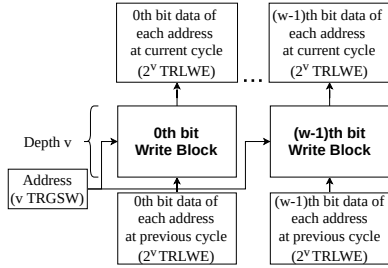 0th bit data of
each address
at current cycle
(2^v TRLWE)
...
(w-1)th bit data of
each address
at current cycle
(2^v TRLWE)
Depth v
0th bit
Write Block
(w-1)th bit
Write Block
Address
(v TRGSW)
0th bit data of
each address
at previous cycle
(2^v TRLWE)
(w-1)th bit data of
each address
at previous cycle
(2^v TRLWE)